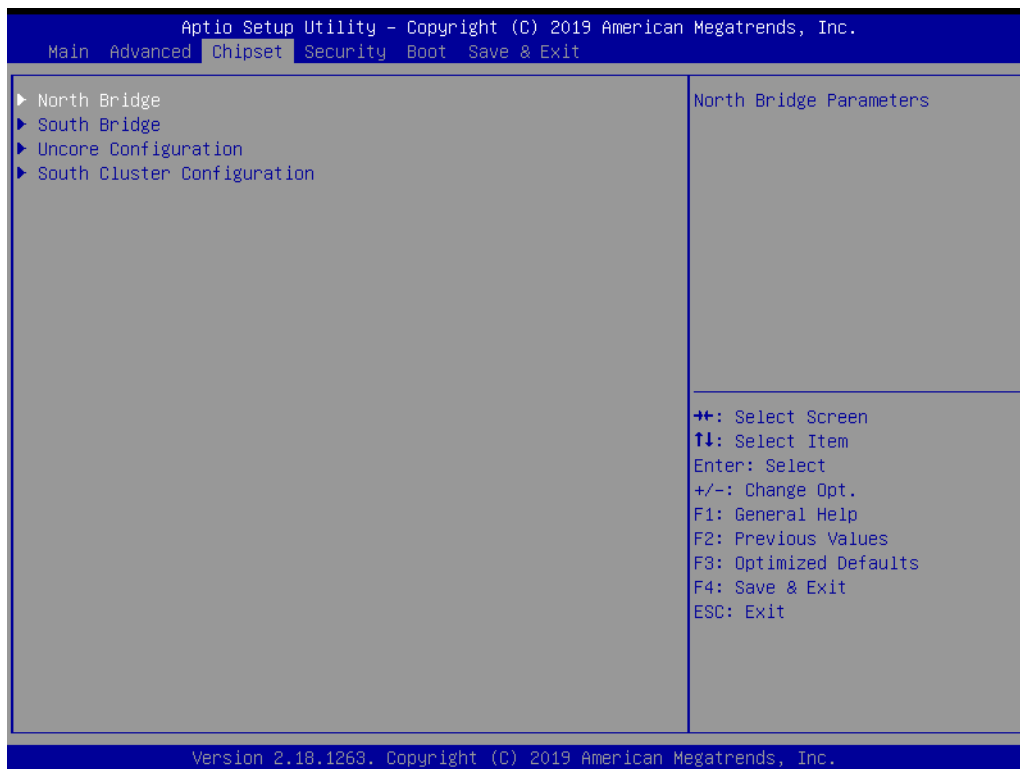 Aptio Setup Utility – Copyright (C) 2019 American Megatrends, Inc.
Main Advanced Chipset Security Boot Save & Exit
► North Bridge
► South Bridge
► Uncore Configuration
► South Cluster Configuration
North Bridge Parameters
→←: Select Screen
↑↓: Select Item
Enter: Select
+/-: Change Opt.
F1: General Help
F2: Previous Values
F3: Optimized Defaults
F4: Save & Exit
ESC: Exit
Version 2.18.1263. Copyright (C) 2019 American Megatrends, Inc.